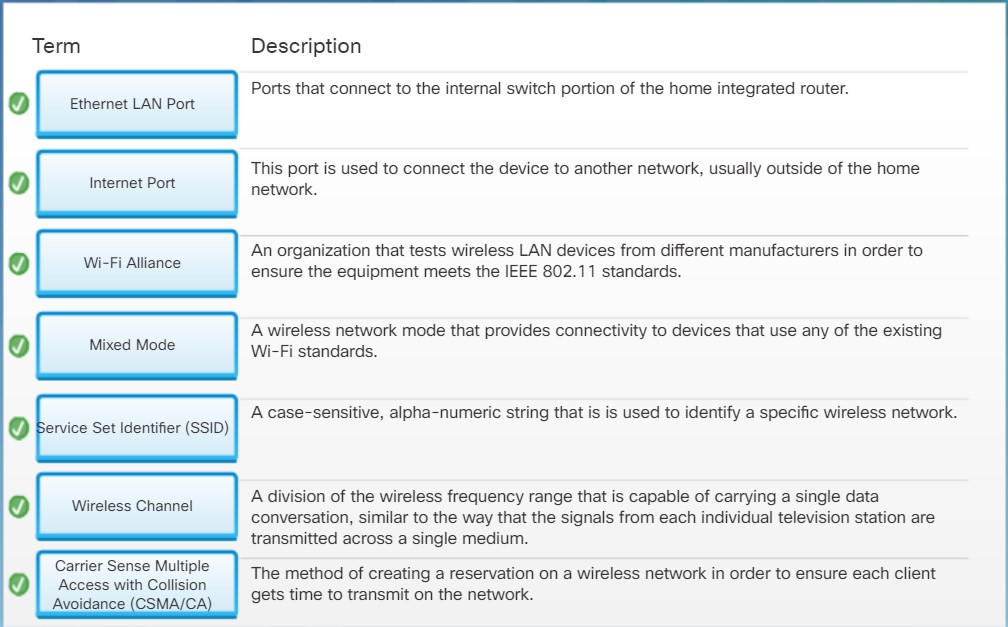 Term Description
Ethernet LAN Port
Ports that connect to the internal switch portion of the home integrated router.
Internet Port
This port is used to connect the device to another network, usually outside of the home
network.
Wi-Fi Alliance
An organization that tests wireless LAN devices from different manufacturers in order to
ensure the equipment meets the IEEE 802.11 standards.
Mixed Mode
A wireless network mode that provides connectivity to devices that use any of the existing
Wi-Fi standards.
Service Set Identifier (SSID)
A case-sensitive, alpha-numeric string that is is used to identify a specific wireless network.
Wireless Channel
A division of the wireless frequency range that is capable of carrying a single data
conversation, similar to the way that the signals from each individual television station are
transmitted across a single medium.
Carrier Sense Multiple
Access with Collision
Avoidance (CSMA/CA)
The method of creating a reservation on a wireless network in order to ensure each client
gets time to transmit on the network.